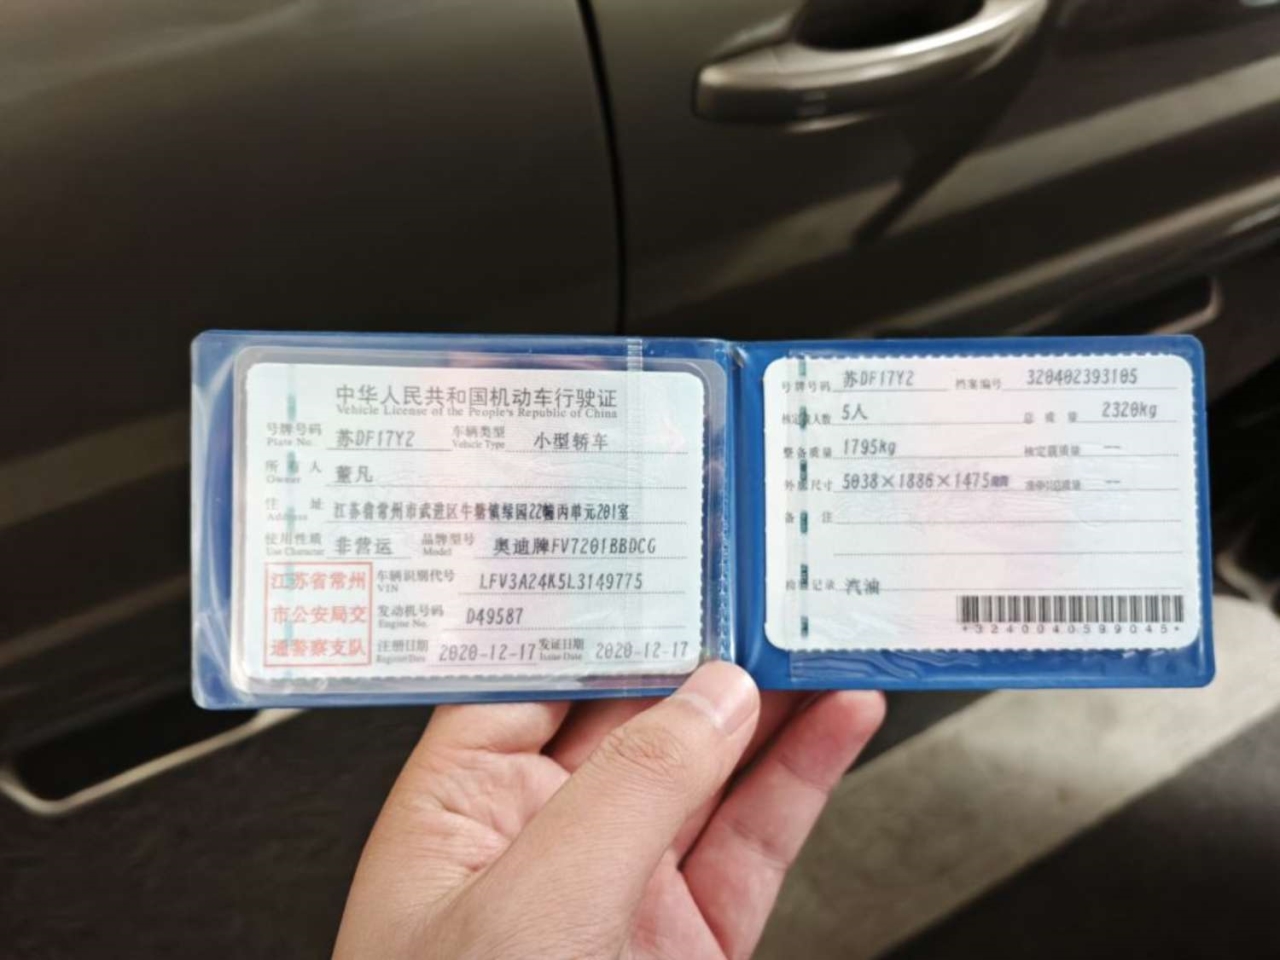 中华人民共和国机动车行驶证
Vehicle License of the People's Republic of China
号牌号码 苏DF17Y2 车辆类型 小型轿车
Plate No. Vehicle Type
所有人 董凡
Owner
住址 江苏省常州市武进区牛塘镇绿园22幢丙单元201室
Address
使用性质 非营运 品牌型号 奥迪牌FV7201BBDCG
Use Character Model
车辆识别代号 LFV3A24K5L3149775
VIN
发动机号码 D49587
Engine No.
注册日期 2020-12-17 发证日期 2020-12-17
Register Date Issue Date
江苏省常州
市公安局交
通警察支队
号牌号码 苏DF17Y2 档案编号 320402393105
核定载人数 5人 总质量 2320kg
整备质量 1795kg 核定载质量 --
外廓尺寸 5038×1886×1475 准牵引总质量 --
备注
检验记录 汽油
*3240040599045*